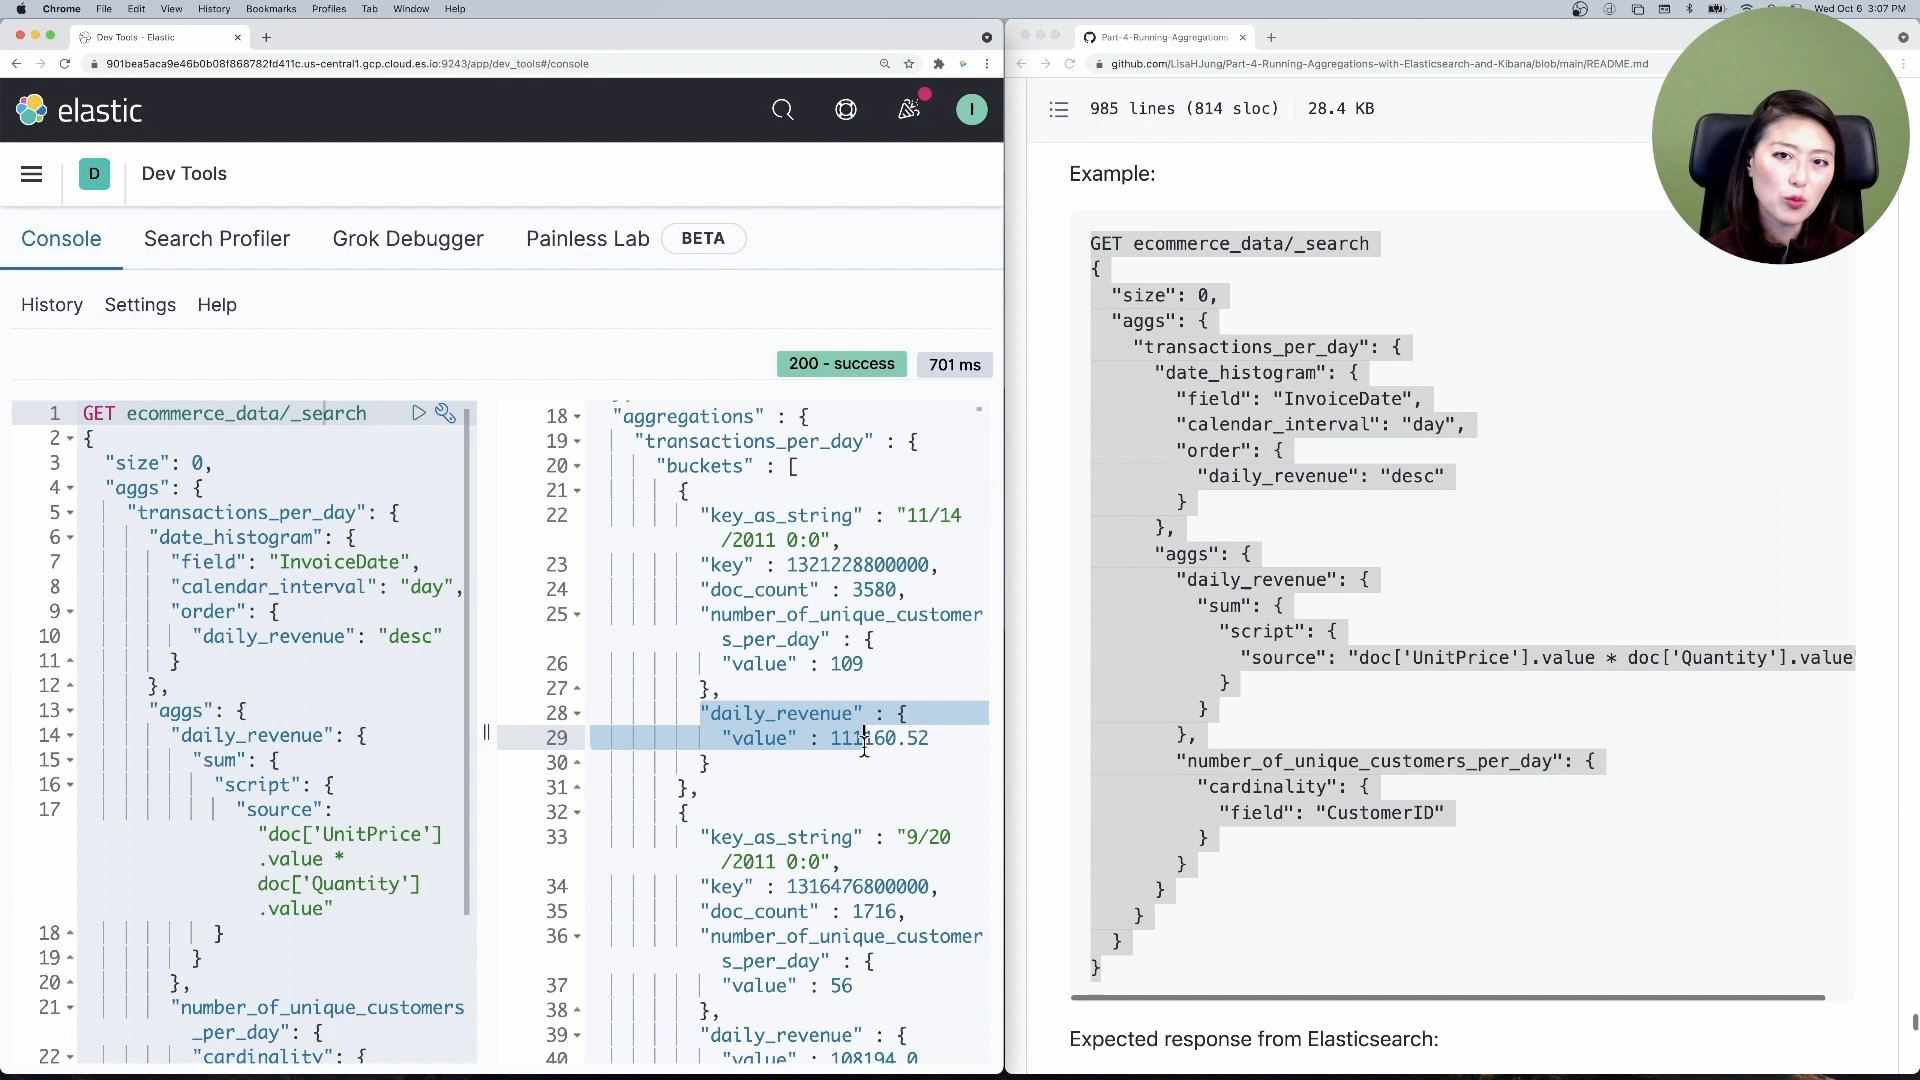 Chrome File Edit View History Bookmarks Profiles Tab Window Help
Wed Oct 6 3:07 PM
Dev Tools - Elastic
901bea5aca9e46b0b08f868782fd411c.us-central1.gcp.cloud.es.io:9243/app/dev_tools#/console
elastic
I
D
Dev Tools
Console Search Profiler Grok Debugger Painless Lab BETA
History Settings Help
200 - success 701 ms
1 GET ecommerce_data/_search
2 {
3 "size": 0,
4 "aggs": {
5 "transactions_per_day": {
6 "date_histogram": {
7 "field": "InvoiceDate",
8 "calendar_interval": "day",
9 "order": {
10 "daily_revenue": "desc"
11 }
12 },
13 "aggs": {
14 "daily_revenue": {
15 "sum": {
16 "script": {
17 "source":
"doc['UnitPrice']
.value *
doc['Quantity']
.value"
18 }
19 }
20 },
21 "number_of_unique_customers
_per_day": {
22 "cardinality": {
18 "aggregations" : {
19 "transactions_per_day" : {
20 "buckets" : [
21 {
22 "key_as_string" : "11/14
/2011 0:0",
23 "key" : 1321228800000,
24 "doc_count" : 3580,
25 "number_of_unique_customer
s_per_day" : {
26 "value" : 109
27 },
28 "daily_revenue" : {
29 "value" : 111160.52
30 }
31 },
32 {
33 "key_as_string" : "9/20
/2011 0:0",
34 "key" : 1316476800000,
35 "doc_count" : 1716,
36 "number_of_unique_customer
s_per_day" : {
37 "value" : 56
38 },
39 "daily_revenue" : {
40 "value" : 108194.0
Part-4-Running-Aggregations
github.com/LisaHJung/Part-4-Running-Aggregations-with-Elasticsearch-and-Kibana/blob/main/README.md
985 lines (814 sloc) 28.4 KB
Example:
GET ecommerce_data/_search
{
"size": 0,
"aggs": {
"transactions_per_day": {
"date_histogram": {
"field": "InvoiceDate",
"calendar_interval": "day",
"order": {
"daily_revenue": "desc"
}
},
"aggs": {
"daily_revenue": {
"sum": {
"script": {
"source": "doc['UnitPrice'].value * doc['Quantity'].value"
}
}
},
"number_of_unique_customers_per_day": {
"cardinality": {
"field": "CustomerID"
}
}
}
}
}
}
Expected response from Elasticsearch: